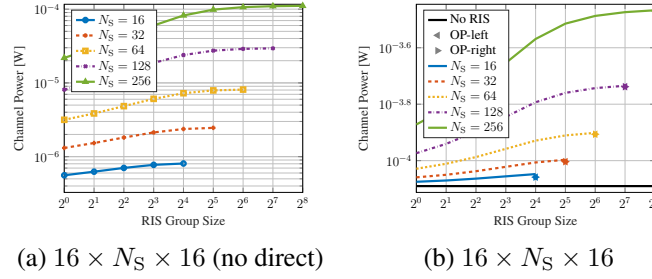 10^{-4}
10^{-5}
10^{-6}
Channel Power [W]
N_S = 16
N_S = 32
N_S = 64
N_S = 128
N_S = 256
2^0 2^1 2^2 2^3 2^4 2^5 2^6 2^7 2^8
RIS Group Size
(a) 16 × N_S × 16 (no direct)
10^{-3.6}
10^{-3.8}
10^{-4}
Channel Power [W]
No RIS
OP-left
OP-right
N_S = 16
N_S = 32
N_S = 64
N_S = 128
N_S = 256
2^0 2^1 2^2 2^3 2^4 2^5 2^6 2^7
RIS Group Size
(b) 16 × N_S × 16